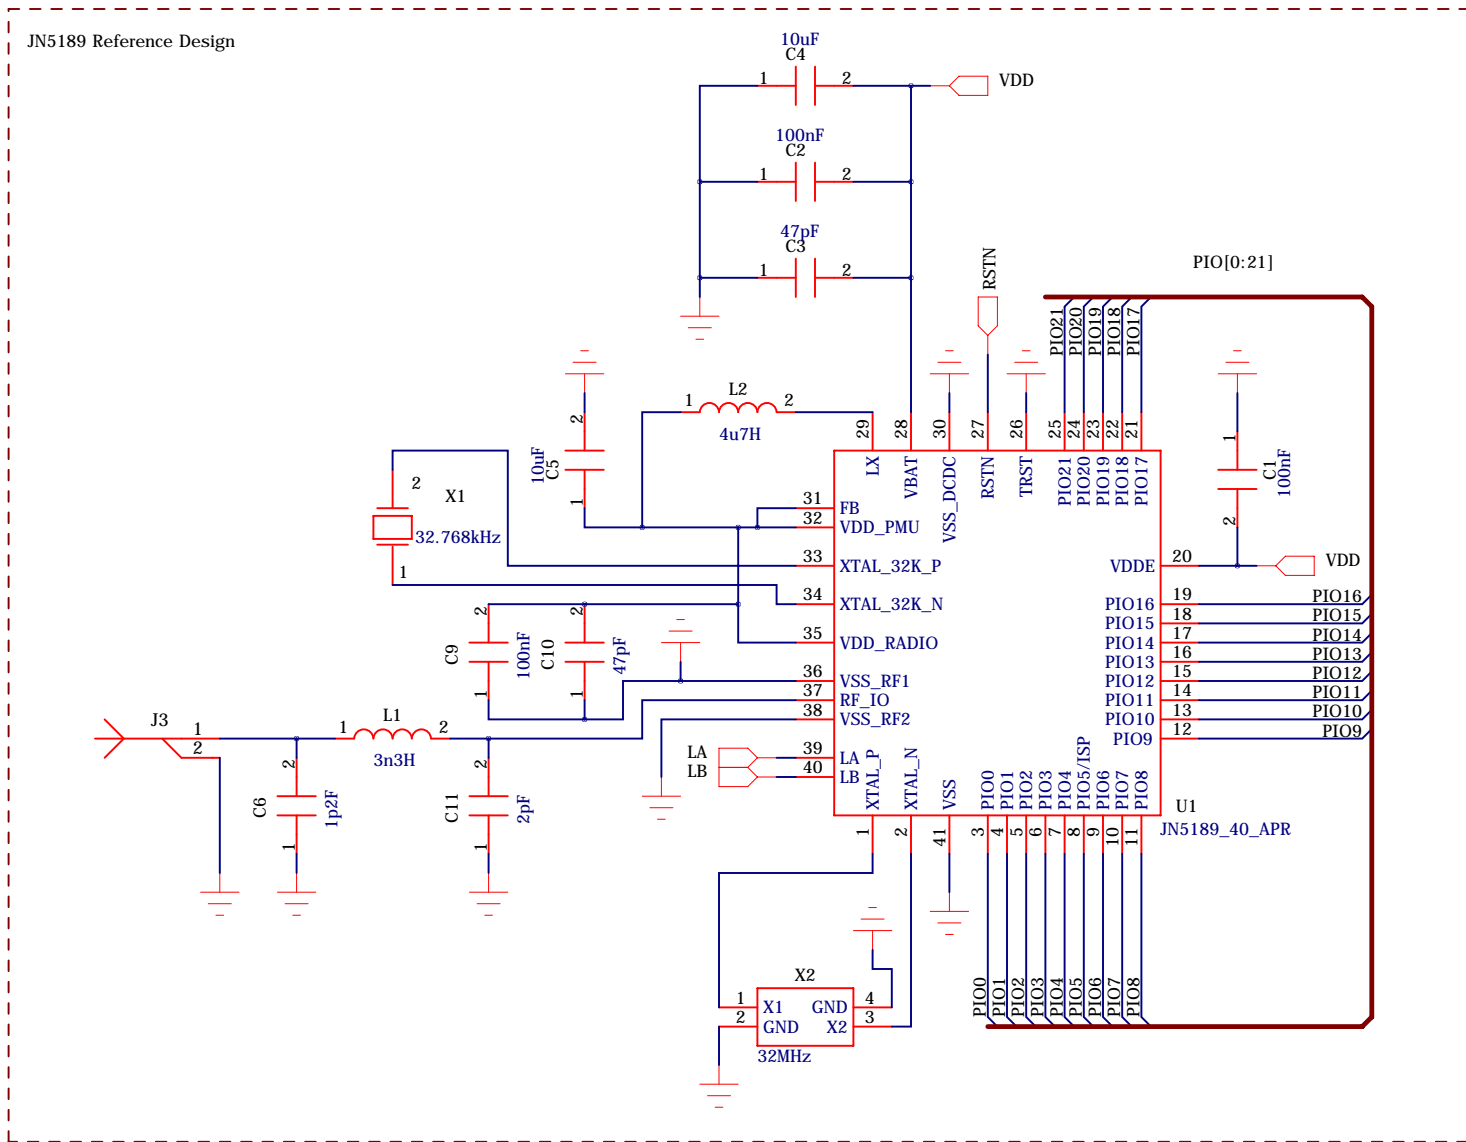 JN5189 Reference Design
10uF
C4
1 2
VDD
100nF
C2
1 2
47pF
C3
1 2
RSTN
PIO[0:21]
PIO21
PIO20
PIO19
PIO18
PIO17
L2
1 2
4u7H
2
10uF
C5
1
29
28
30
27
26
25
24
23
22
21
LX
VBAT
VSS_DCDC
RSTN
TRST
PIO21
PIO20
PIO19
PIO18
PIO17
1
C1
100nF
2
2
X1
32.768kHz
1
31 FB
32 VDD_PMU
33 XTAL_32K_P
34 XTAL_32K_N
35 VDD_RADIO
36 VSS_RF1
37 RF_IO
38 VSS_RF2
39 LA
40 LB
VDDE 20
VDD
PIO16 19 PIO16
PIO15 18 PIO15
PIO14 17 PIO14
PIO13 16 PIO13
PIO12 15 PIO12
PIO11 14 PIO11
PIO10 13 PIO10
PIO9 12 PIO9
2
C9
100nF
1
2
C10
47pF
1
J3
1
2
L1
1 2
3n3H
LA
LB
2
C6
1p2F
1
2
C11
2pF
1
XTAL_P
XTAL_N
VSS
PIO0
PIO1
PIO2
PIO3
PIO4
PIO5/ISP
PIO6
PIO7
PIO8
U1
JN5189_40_APR
1
2
41
3
4
5
6
7
8
9
10
11
PIO0
PIO1
PIO2
PIO3
PIO4
PIO5
PIO6
PIO7
PIO8
X2
1 X1 GND 4
2 GND X2 3
32MHz